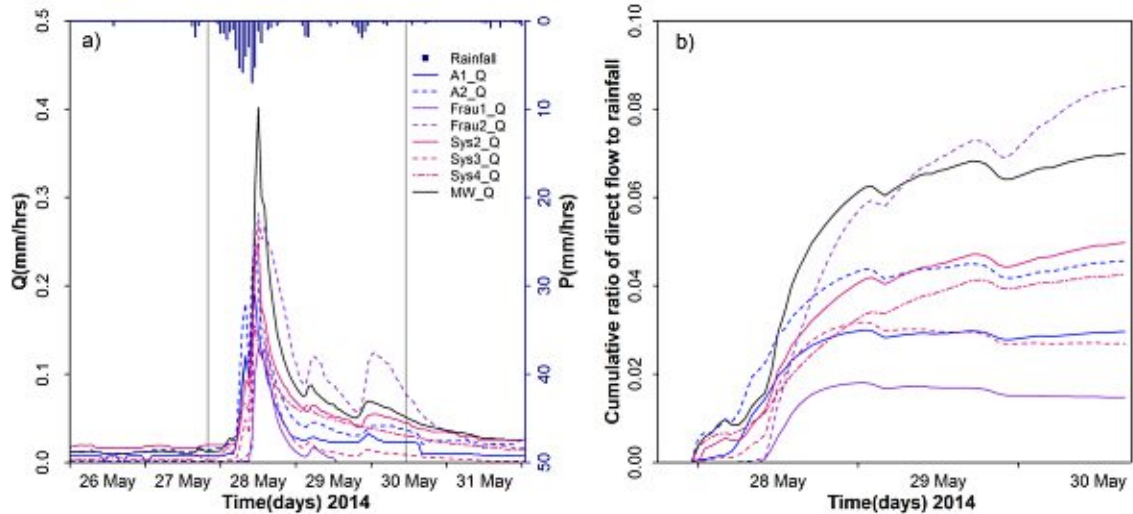 a)
0.5
0.4
0.3
0.2
0.1
0.0
Q(mm/hrs)
0
10
20
30
40
50
P(mm/hrs)
Rainfall
A1_Q
A2_Q
Frau1_Q
Frau2_Q
Sys2_Q
Sys3_Q
Sys4_Q
MW_Q
26 May 27 May 28 May 29 May 30 May 31 May
Time(days) 2014
b)
0.10
0.08
0.06
0.04
0.02
0.00
Cumulative ratio of direct flow to rainfall
28 May 29 May 30 May
Time(days) 2014